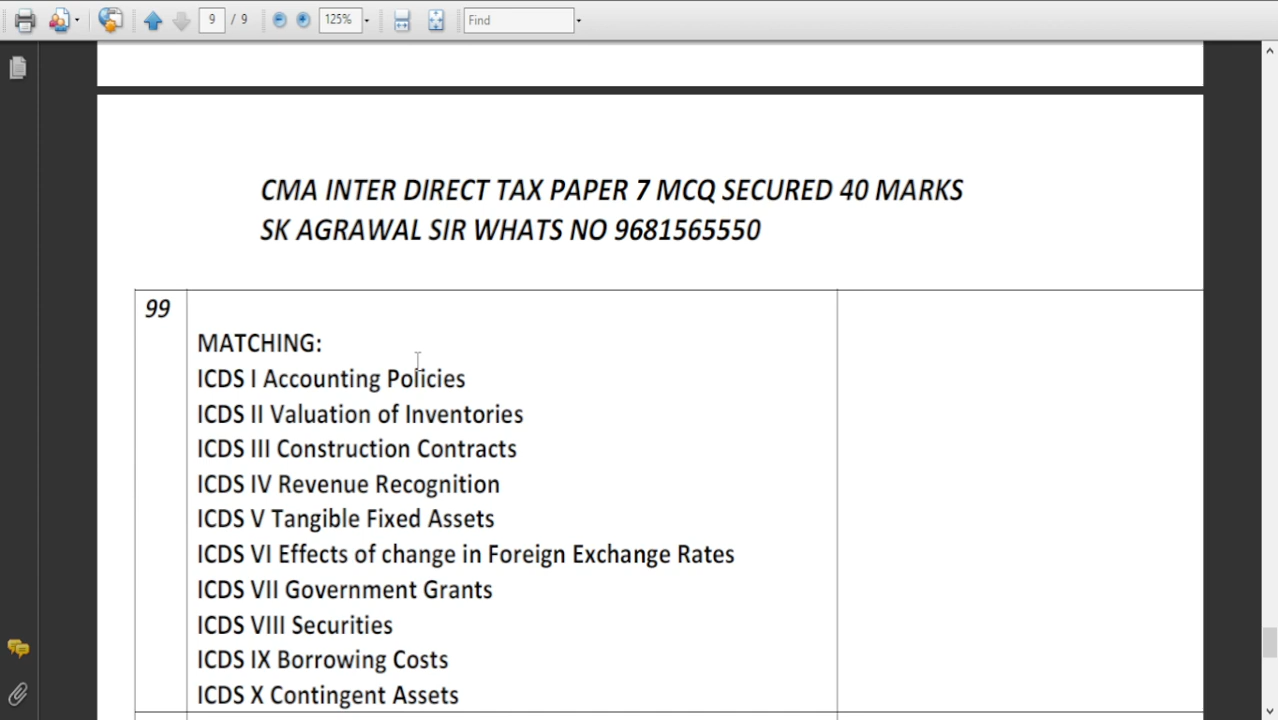 9 / 9 125% Find
CMA INTER DIRECT TAX PAPER 7 MCQ SECURED 40 MARKS
SK AGRAWAL SIR WHATS NO 9681565550
99
MATCHING:
ICDS I Accounting Policies
ICDS II Valuation of Inventories
ICDS III Construction Contracts
ICDS IV Revenue Recognition
ICDS V Tangible Fixed Assets
ICDS VI Effects of change in Foreign Exchange Rates
ICDS VII Government Grants
ICDS VIII Securities
ICDS IX Borrowing Costs
ICDS X Contingent Assets